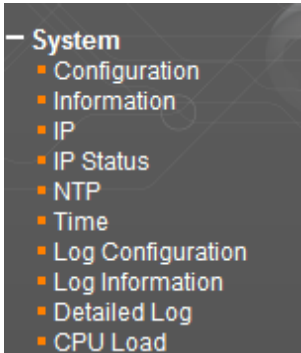 System
Configuration
Information
IP
IP Status
NTP
Time
Log Configuration
Log Information
Detailed Log
CPU Load